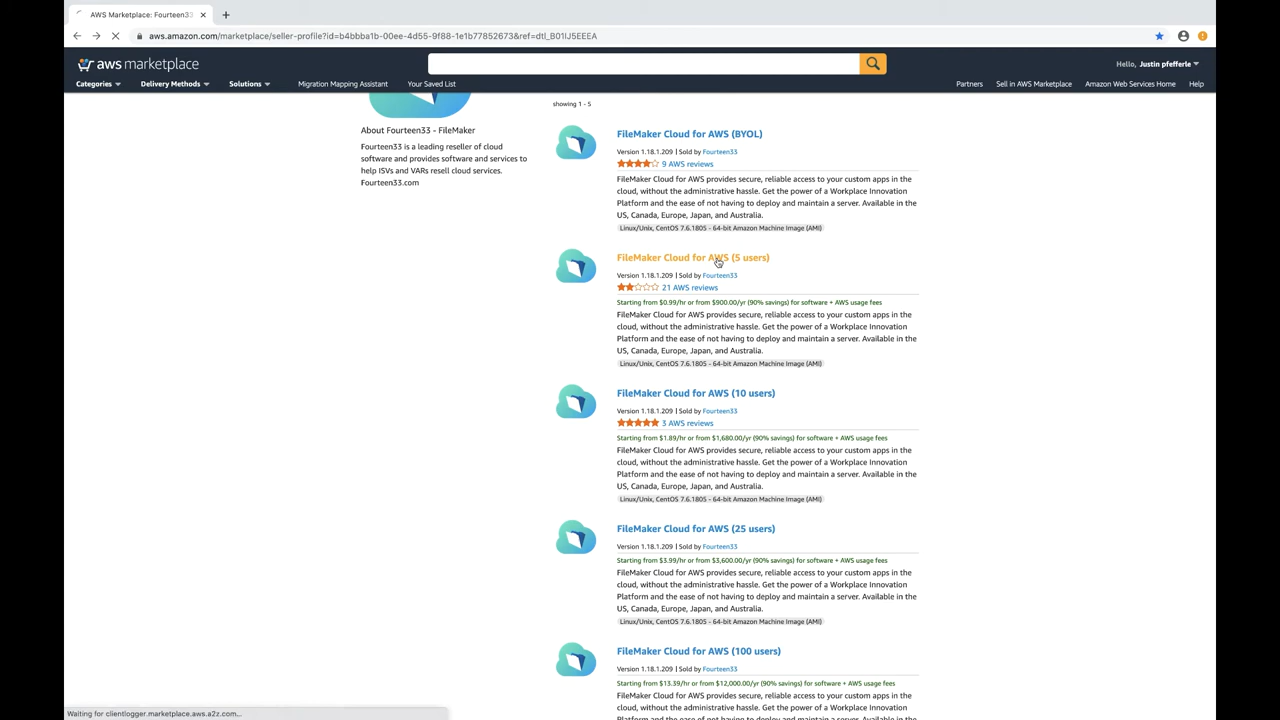 AWS Marketplace: Fourteen33
aws.amazon.com/marketplace/seller-profile?id=b4bbba1b-00ee-4d55-9f88-1e1b77852673&ref=dtl_B01IJ5EEEA
aws marketplace
Hello, Justin pfefferle
Categories Delivery Methods Solutions Migration Mapping Assistant Your Saved List Partners Sell in AWS Marketplace Amazon Web Services Home Help
showing 1 - 5
About Fourteen33 - FileMaker
Fourteen33 is a leading reseller of cloud
software and provides software and services to
help ISVs and VARs resell cloud services.
Fourteen33.com
FileMaker Cloud for AWS (BYOL)
Version 1.18.1.209 | Sold by Fourteen33
9 AWS reviews
FileMaker Cloud for AWS provides secure, reliable access to your custom apps in the
cloud, without the administrative hassle. Get the power of a Workplace Innovation
Platform and the ease of not having to deploy and maintain a server. Available in the
US, Canada, Europe, Japan, and Australia.
Linux/Unix, CentOS 7.6.1805 - 64-bit Amazon Machine Image (AMI)
FileMaker Cloud for AWS (5 users)
Version 1.18.1.209 | Sold by Fourteen33
21 AWS reviews
Starting from $0.99/hr or from $900.00/yr (90% savings) for software + AWS usage fees
FileMaker Cloud for AWS provides secure, reliable access to your custom apps in the
cloud, without the administrative hassle. Get the power of a Workplace Innovation
Platform and the ease of not having to deploy and maintain a server. Available in the
US, Canada, Europe, Japan, and Australia.
Linux/Unix, CentOS 7.6.1805 - 64-bit Amazon Machine Image (AMI)
FileMaker Cloud for AWS (10 users)
Version 1.18.1.209 | Sold by Fourteen33
3 AWS reviews
Starting from $1.89/hr or from $1,680.00/yr (90% savings) for software + AWS usage fees
FileMaker Cloud for AWS provides secure, reliable access to your custom apps in the
cloud, without the administrative hassle. Get the power of a Workplace Innovation
Platform and the ease of not having to deploy and maintain a server. Available in the
US, Canada, Europe, Japan, and Australia.
Linux/Unix, CentOS 7.6.1805 - 64-bit Amazon Machine Image (AMI)
FileMaker Cloud for AWS (25 users)
Version 1.18.1.209 | Sold by Fourteen33
Starting from $3.99/hr or from $3,600.00/yr (90% savings) for software + AWS usage fees
FileMaker Cloud for AWS provides secure, reliable access to your custom apps in the
cloud, without the administrative hassle. Get the power of a Workplace Innovation
Platform and the ease of not having to deploy and maintain a server. Available in the
US, Canada, Europe, Japan, and Australia.
Linux/Unix, CentOS 7.6.1805 - 64-bit Amazon Machine Image (AMI)
FileMaker Cloud for AWS (100 users)
Version 1.18.1.209 | Sold by Fourteen33
Starting from $13.39/hr or from $12,000.00/yr (90% savings) for software + AWS usage fees
FileMaker Cloud for AWS provides secure, reliable access to your custom apps in the
cloud, without the administrative hassle. Get the power of a Workplace Innovation
Platform and the ease of not having to deploy and maintain a server. Available in the
Waiting for clientlogger.marketplace.aws.a2z.com...